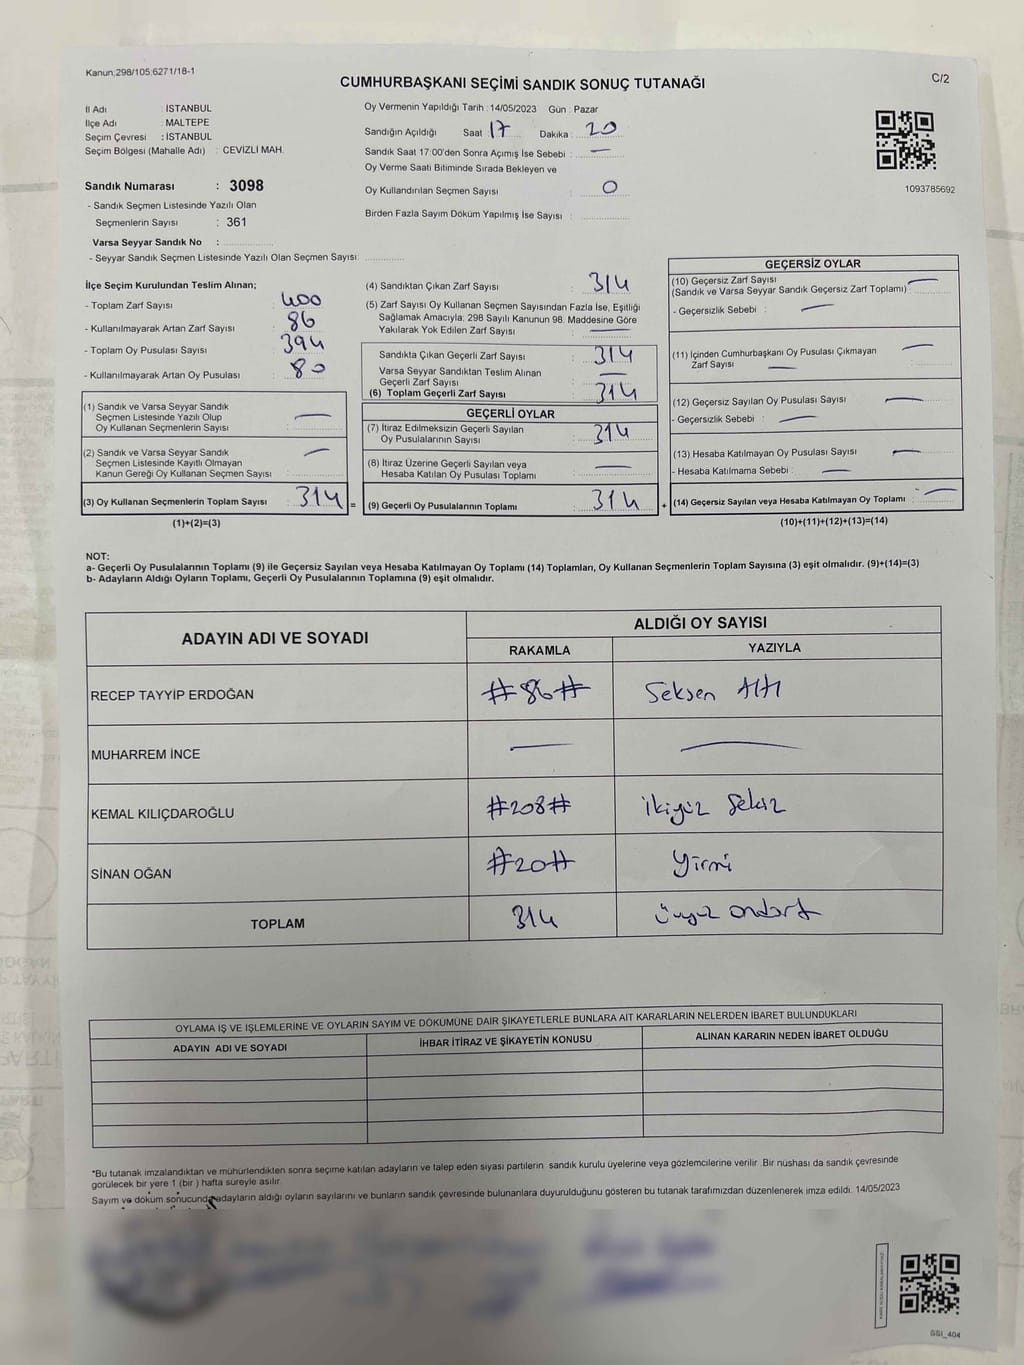 Kanun;298/105;6271/18-1
C/2
CUMHURBAŞKANI SEÇİMİ SANDIK SONUÇ TUTANAĞI
İl Adı : İSTANBUL
İlçe Adı : MALTEPE
Seçim Çevresi : İSTANBUL
Seçim Bölgesi (Mahalle Adı) : CEVİZLİ MAH.
Sandık Numarası : 3098
- Sandık Seçmen Listesinde Yazılı Olan
Seçmenlerin Sayısı : 361
Varsa Seyyar Sandık No :
- Seyyar Sandık Seçmen Listesinde Yazılı Olan Seçmen Sayısı:
Oy Vermenin Yapıldığı Tarih : 14/05/2023 Gün : Pazar
Sandığın Açıldığı Saat : 17 Dakika : 20
Sandık Saat 17:00'den Sonra Açımış İse Sebebi : —
Oy Verme Saati Bitiminde Sırada Bekleyen ve
Oy Kullandırılan Seçmen Sayısı : 0
Birden Fazla Sayım Döküm Yapılmış İse Sayısı :
1093785692
İlçe Seçim Kurulundan Teslim Alınan;
- Toplam Zarf Sayısı : 400
- Kullanılmayarak Artan Zarf Sayısı : 86
- Toplam Oy Pusulası Sayısı : 394
- Kullanılmayarak Artan Oy Pusulası : 80
(1) Sandık ve Varsa Seyyar Sandık
Seçmen Listesinde Yazılı Olup
Oy Kullanan Seçmenlerin Sayısı : —
(2) Sandık ve Varsa Seyyar Sandık
Seçmen Listesinde Kayıtlı Olmayan
Kanun Gereği Oy Kullanan Seçmen Sayısı : —
(3) Oy Kullanan Seçmenlerin Toplam Sayısı : 314 =
(1)+(2)=(3)
(4) Sandıktan Çıkan Zarf Sayısı : 314
(5) Zarf Sayısı Oy Kullanan Seçmen Sayısından Fazla İse, Eşitliği
Sağlamak Amacıyla; 298 Sayılı Kanunun 98. Maddesine Göre
Yakılarak Yok Edilen Zarf Sayısı : —
Sandıkta Çıkan Geçerli Zarf Sayısı : 314
Varsa Seyyar Sandıktan Teslim Alınan
Geçerli Zarf Sayısı : —
(6) Toplam Geçerli Zarf Sayısı : 314
GEÇERLİ OYLAR
(7) İtiraz Edilmeksizin Geçerli Sayılan
Oy Pusulalarının Sayısı : 314
(8) İtiraz Üzerine Geçerli Sayılan veya
Hesaba Katılan Oy Pusulası Toplamı : —
(9) Geçerli Oy Pusulalarının Toplamı : 314 +
GEÇERSİZ OYLAR
(10) Geçersiz Zarf Sayısı : —
(Sandık ve Varsa Seyyar Sandık Geçersiz Zarf Toplamı)
- Geçersizlik Sebebi : —
(11) İçinden Cumhurbaşkanı Oy Pusulası Çıkmayan —
Zarf Sayısı : —
(12) Geçersiz Sayılan Oy Pusulası Sayısı : —
- Geçersizlik Sebebi : —
(13) Hesaba Katılmayan Oy Pusulası Sayısı : —
- Hesaba Katılmama Sebebi : —
(14) Geçersiz Sayılan veya Hesaba Katılmayan Oy Toplamı : —
(10)+(11)+(12)+(13)=(14)
NOT:
a- Geçerli Oy Pusulalarının Toplamı (9) ile Geçersiz Sayılan veya Hesaba Katılmayan Oy Toplamı (14) Toplamları, Oy Kullanan Seçmenlerin Toplam Sayısına (3) eşit olmalıdır. (9)+(14)=(3)
b- Adayların Aldığı Oyların Toplamı, Geçerli Oy Pusulalarının Toplamına (9) eşit olmalıdır.
ADAYIN ADI VE SOYADI
ALDIĞI OY SAYISI
RAKAMLA YAZIYLA
RECEP TAYYİP ERDOĞAN #86# Seksen Altı
MUHARREM İNCE — —
KEMAL KILIÇDAROĞLU #208# ikiyüz Sekiz
SİNAN OĞAN #20# Yirmi
TOPLAM 314 üçyüz ondört
OYLAMA İŞ VE İŞLEMLERİNE VE OYLARIN SAYIM VE DÖKÜMÜNE DAİR ŞİKAYETLERLE BUNLARA AİT KARARLARIN NELERDEN İBARET BULUNDUKLARI
ADAYIN ADI VE SOYADI İHBAR İTİRAZ VE ŞİKAYETİN KONUSU ALINAN KARARIN NEDEN İBARET OLDUĞU
*Bu tutanak imzalandıktan ve mühürlendikten sonra seçime katılan adayların ve talep eden siyasi partilerin sandık kurulu üyelerine veya gözlemcilerine verilir .Bir nüshası da sandık çevresinde
görülecek bir yere 1 (bir ) hafta süreyle asılır.
Sayım ve döküm sonucunda adayların aldığı oyların sayılarını ve bunların sandık çevresinde bulunanlara duyurulduğunu gösteren bu tutanak tarafımızdan düzenlenerek imza edildi. 14/05/2023
SSI_404